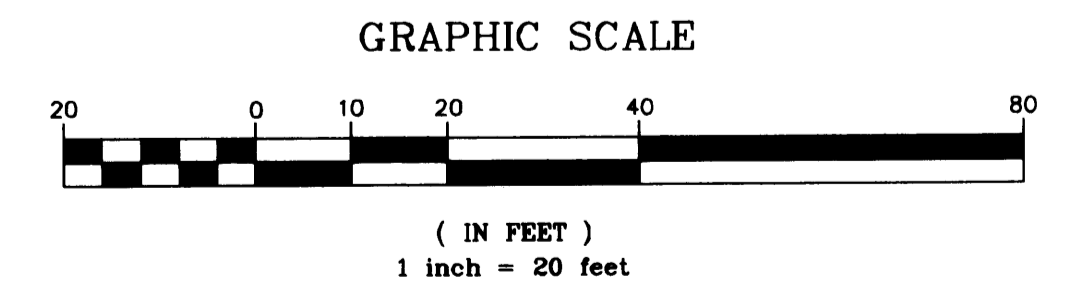 GRAPHIC SCALE
20 0 10 20 40 80
( IN FEET )
1 inch = 20 feet